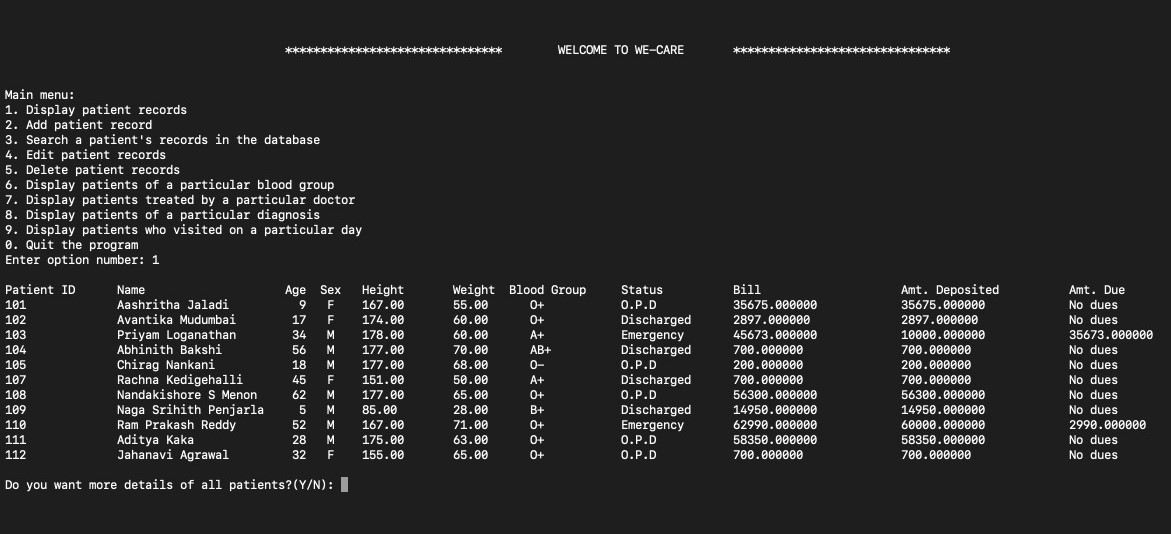 ******************************* WELCOME TO WE-CARE *******************************
Main menu:
1. Display patient records
2. Add patient record
3. Search a patient's records in the database
4. Edit patient records
5. Delete patient records
6. Display patients of a particular blood group
7. Display patients treated by a particular doctor
8. Display patients of a particular diagnosis
9. Display patients who visited on a particular day
0. Quit the program
Enter option number: 1
Patient ID Name Age Sex Height Weight Blood Group Status Bill Amt. Deposited Amt. Due
101 Aashritha Jaladi 9 F 167.00 55.00 O+ O.P.D 35675.000000 35675.000000 No dues
102 Avantika Mudumbai 17 F 174.00 60.00 O+ Discharged 2897.000000 2897.000000 No dues
103 Priyam Loganathan 34 M 178.00 60.00 A+ Emergency 45673.000000 10000.000000 35673.000000
104 Abhinith Bakshi 56 M 177.00 70.00 AB+ Discharged 700.000000 700.000000 No dues
105 Chirag Nankani 18 M 177.00 68.00 O- O.P.D 200.000000 200.000000 No dues
107 Rachna Kedigehalli 45 F 151.00 50.00 A+ Discharged 700.000000 700.000000 No dues
108 Nandakishore S Menon 62 M 177.00 65.00 O+ O.P.D 56300.000000 56300.000000 No dues
109 Naga Srihith Penjarla 5 M 85.00 28.00 B+ Discharged 14950.000000 14950.000000 No dues
110 Ram Prakash Reddy 52 M 167.00 71.00 O+ Emergency 62990.000000 60000.000000 2990.000000
111 Aditya Kaka 28 M 175.00 63.00 O+ O.P.D 58350.000000 58350.000000 No dues
112 Jahanavi Agrawal 32 F 155.00 65.00 O+ O.P.D 700.000000 700.000000 No dues
Do you want more details of all patients?(Y/N):